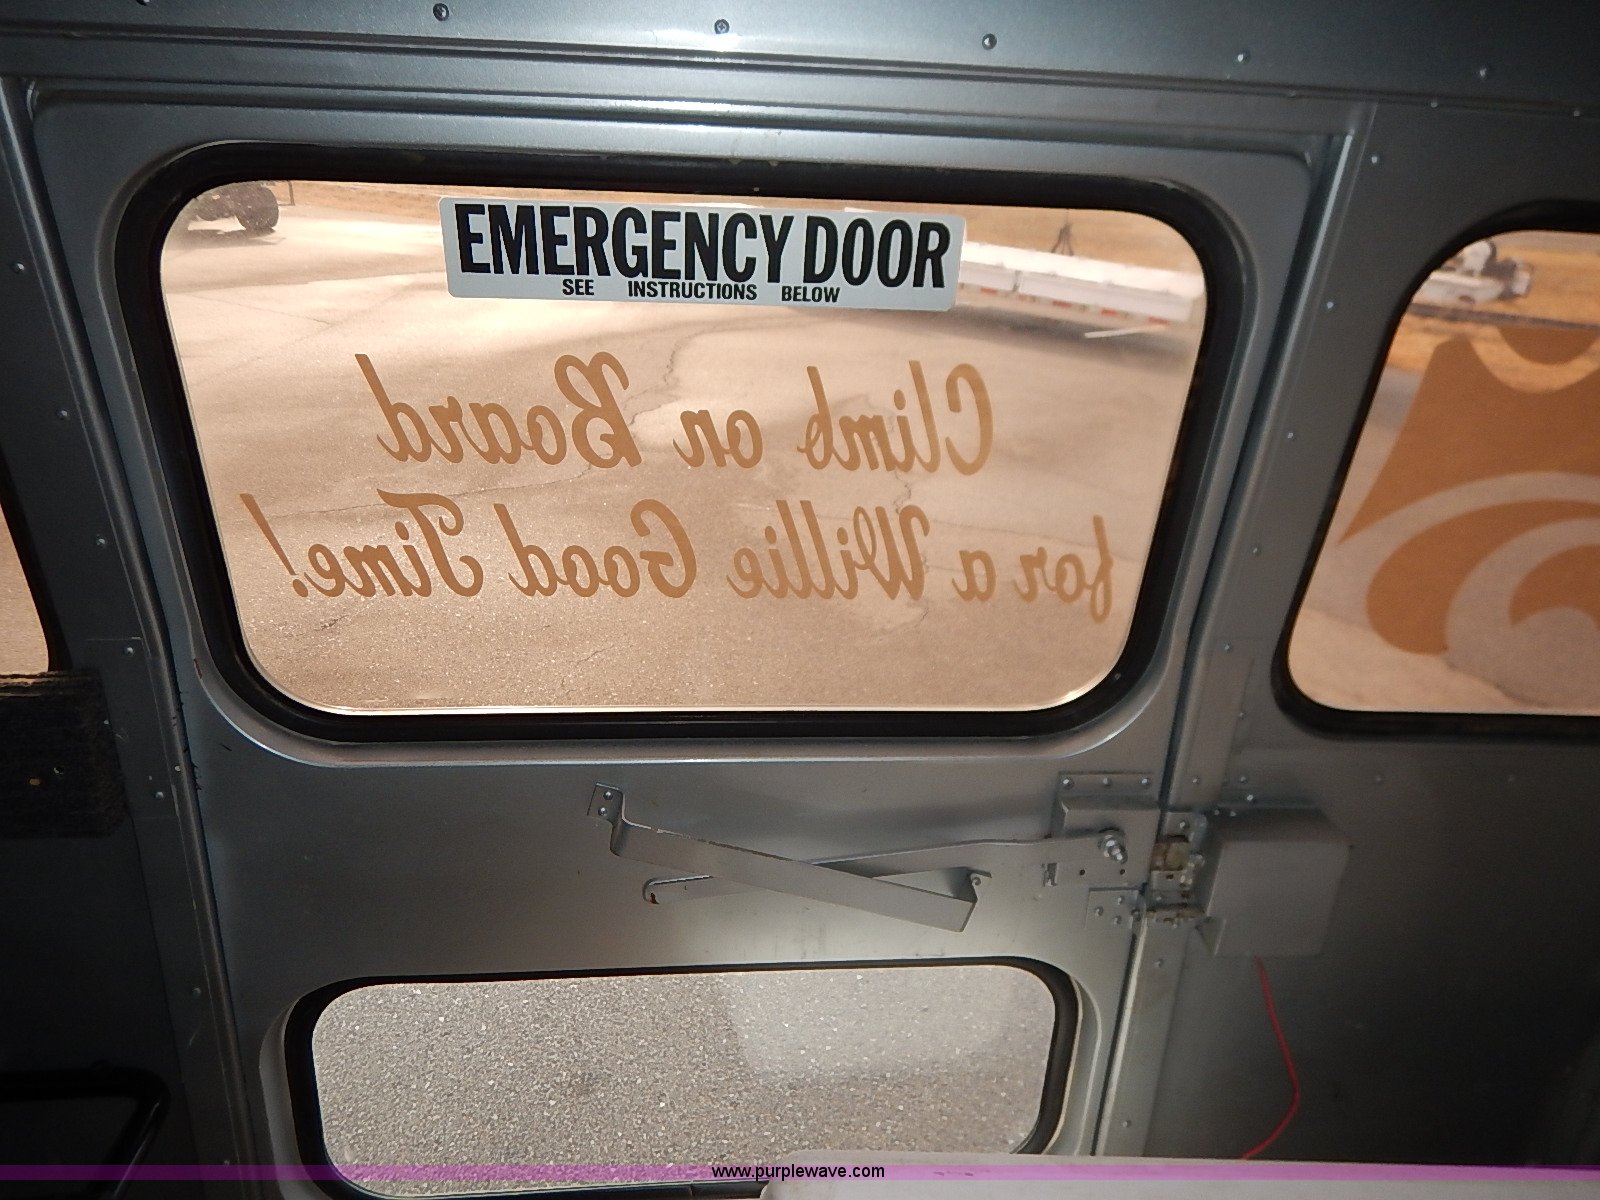 EMERGENCY DOOR
SEE INSTRUCTIONS BELOW
Climb on Board
for a Willie Good Time!
www.purplewave.com